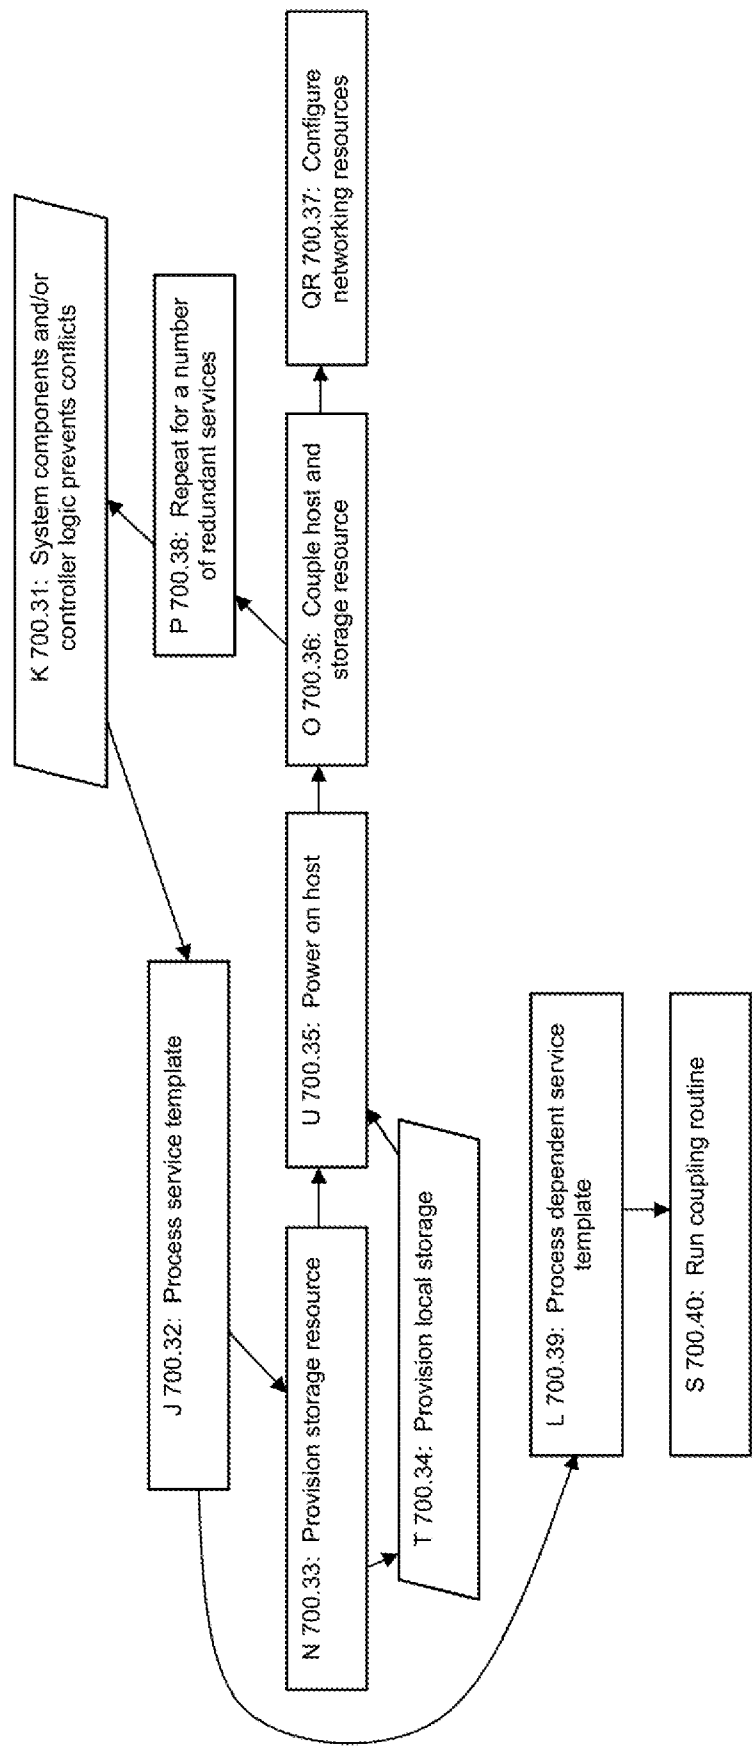 K 700.31: System components and/or
controller logic prevents conflicts
J 700.32: Process service template
P 700.38: Repeat for a number
of redundant services
N 700.33: Provision storage resource
U 700.35: Power on host
O 700.36: Couple host and
storage resource
QR 700.37: Configure
networking resources
T 700.34: Provision local storage
L 700.39: Process dependent service
template
S 700.40: Run coupling routine